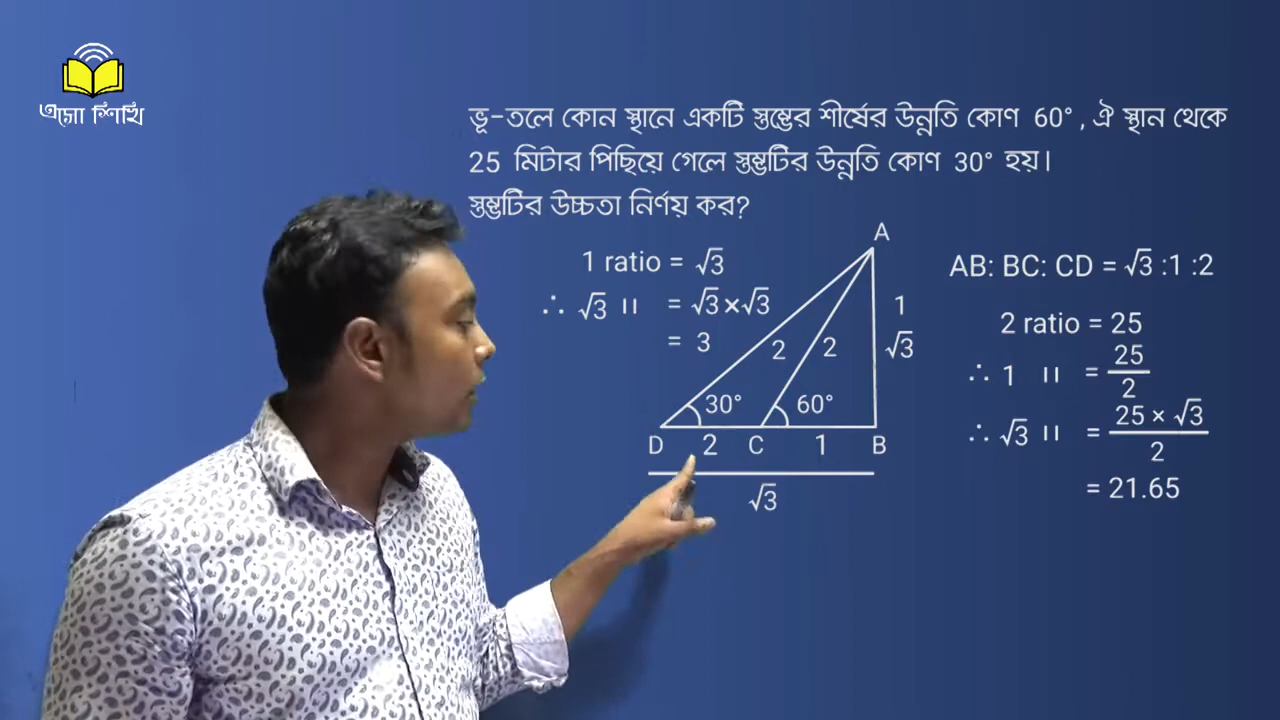 এসো শিখি
ভূ-তলে কোন স্থানে একটি স্তম্ভের শীর্ষের উন্নতি কোণ 60°, ঐ স্থান থেকে
25 মিটার পিছিয়ে গেলে স্তম্ভটির উন্নতি কোণ 30° হয়।
স্তম্ভটির উচ্চতা নির্ণয় কর?
1 ratio = √3
∴ √3 ıı = √3×√3
= 3
A
1
√3
2
2
30°
60°
D
2
C
1
B
√3
AB: BC: CD = √3 :1 :2
2 ratio = 25
∴ 1 ıı = 25/2
∴ √3 ıı = 25 × √3/2
= 21.65